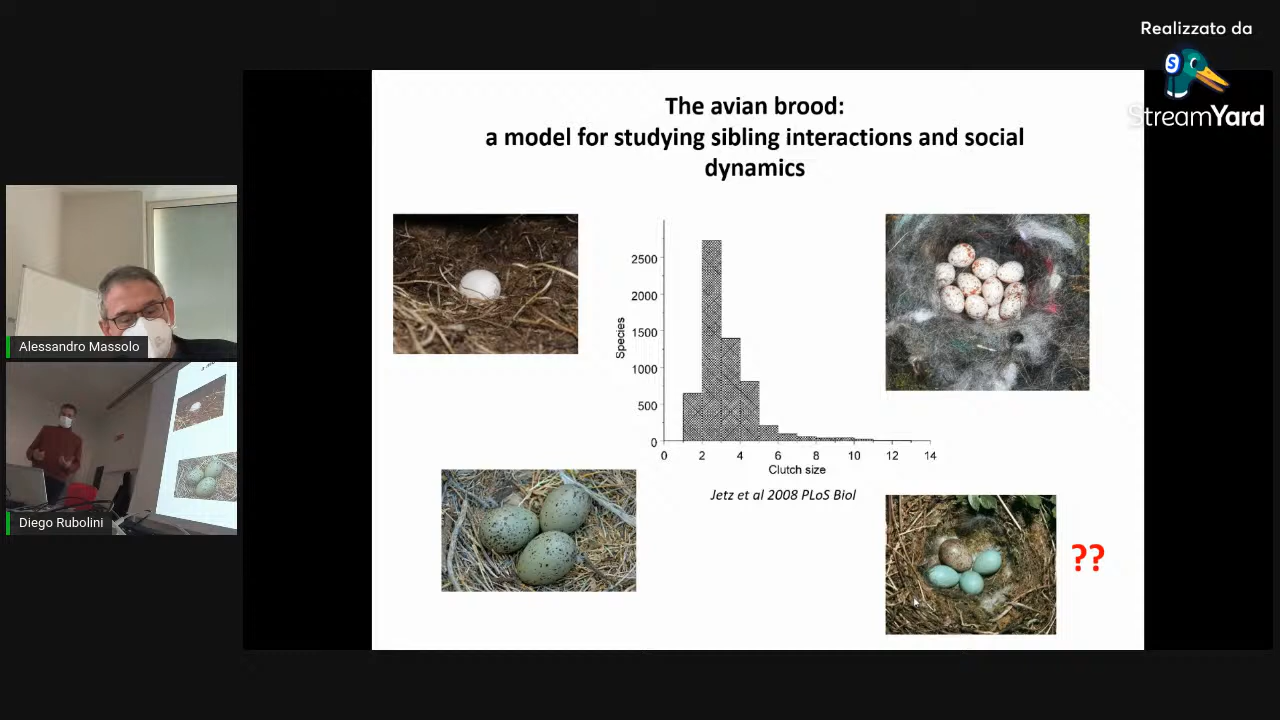 Realizzato da
S
StreamYard
The avian brood:
a model for studying sibling interactions and social
dynamics
Species
2500
2000
1500
1000
500
0
0 2 4 6 8 10 12 14
Clutch size
Jetz et al 2008 PLoS Biol
??
Alessandro Massolo
Diego Rubolini